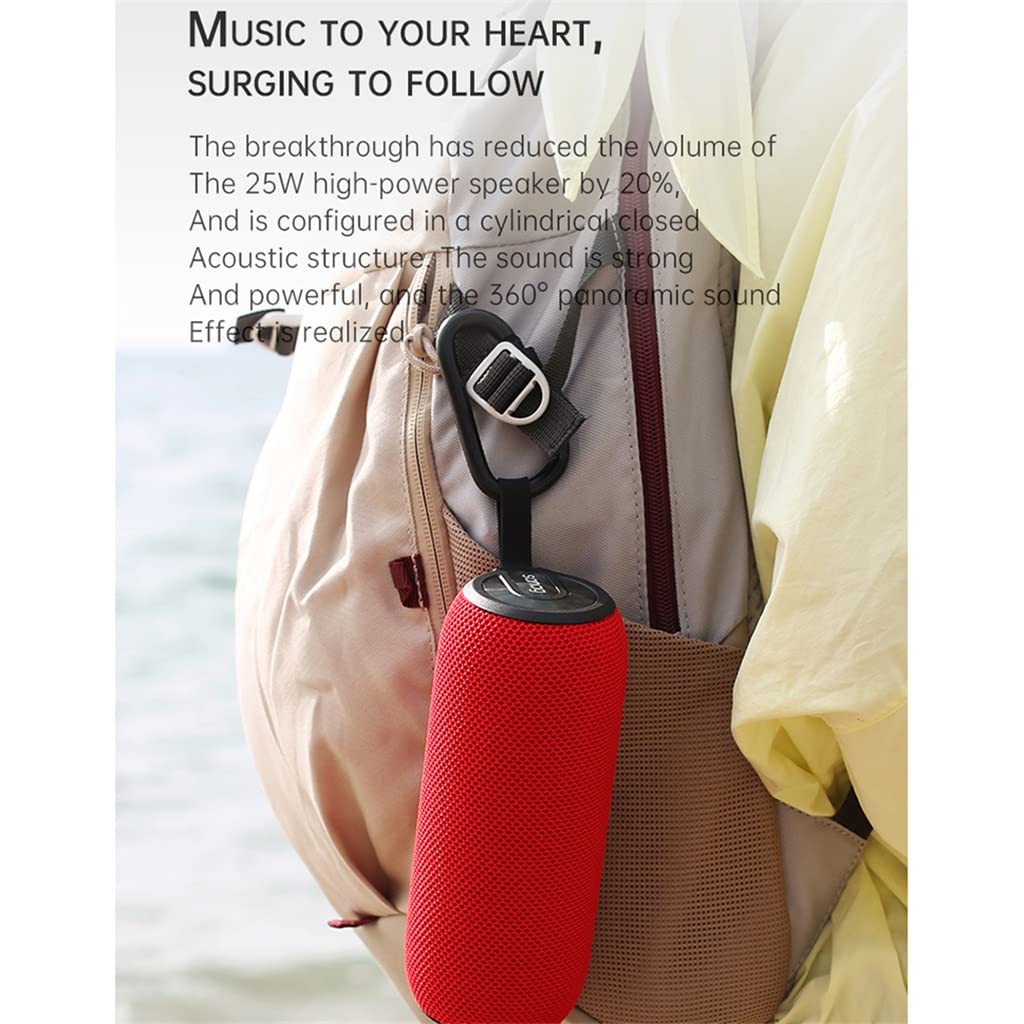 MUSIC TO YOUR HEART,
SURGING TO FOLLOW
The breakthrough has reduced the volume of
The 25W high-power speaker by 20%,
And is configured in a cylindrical closed
Acoustic structure. The sound is strong
And powerful, and the 360° panoramic sound
Effect is realized.